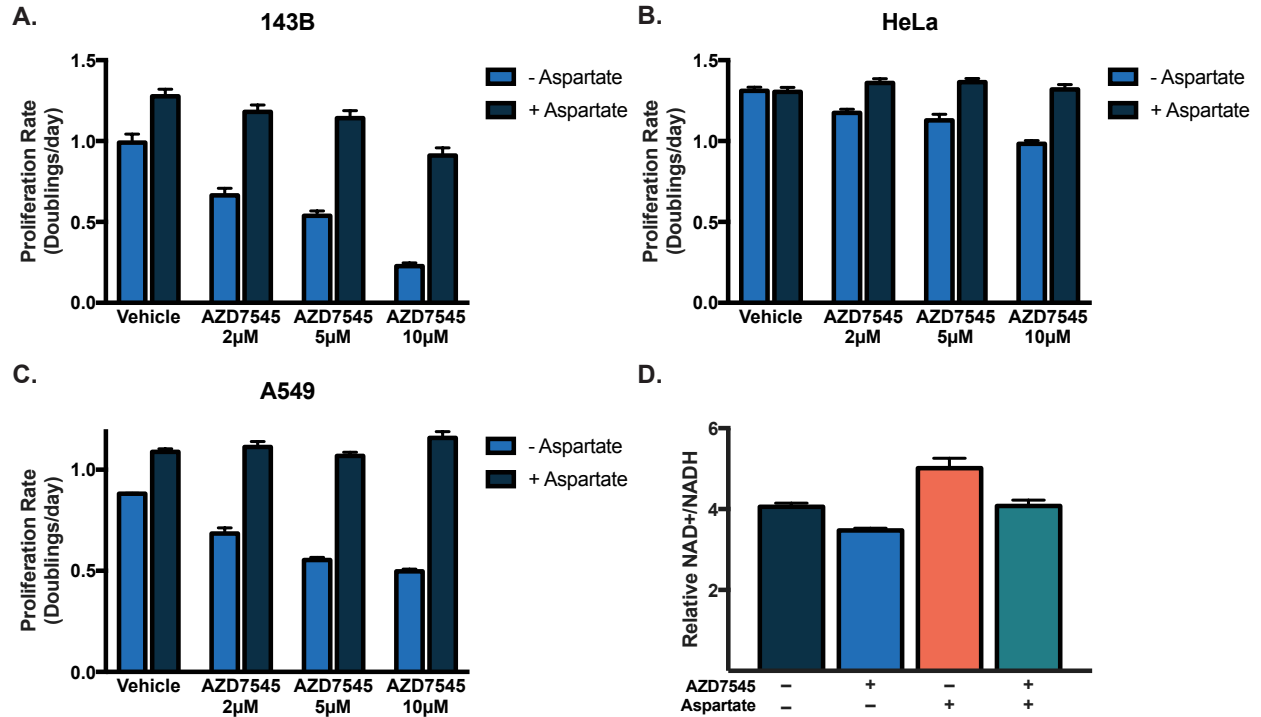 A.
143B
Proliferation Rate
(Doublings/day)
1.5
1.0
0.5
0.0
Vehicle
AZD7545
2µM
AZD7545
5µM
AZD7545
10µM
- Aspartate
+ Aspartate
B.
HeLa
Proliferation Rate
(Doublings/day)
1.5
1.0
0.5
0.0
Vehicle
AZD7545
2µM
AZD7545
5µM
AZD7545
10µM
- Aspartate
+ Aspartate
C.
A549
Proliferation Rate
(Doublings/day)
1.0
0.5
0.0
Vehicle
AZD7545
2µM
AZD7545
5µM
AZD7545
10µM
- Aspartate
+ Aspartate
D.
Relative NAD+/NADH
6
4
2
AZD7545 – + – +
Aspartate – – + +